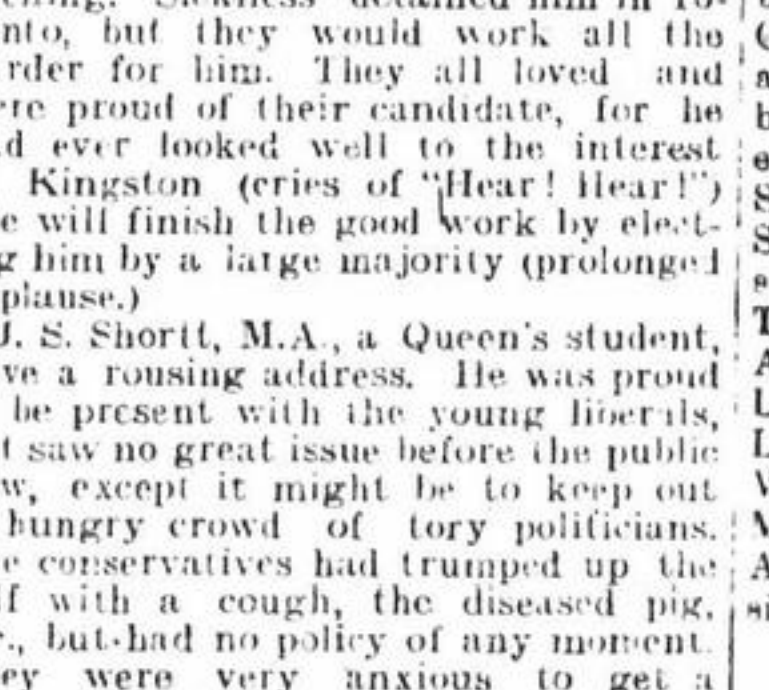 nto, but they would work all the
rder for him. They all loved and
ere proud of their candidate, for he
d ever looked well to the interest
Kingston (cries of "Hear! Hear!")
e will finish the good work by elect-
g him by a large majority (prolonged
plause.)
J. S. Shortt, M.A., a Queen's student,
ve a rousing address. He was proud
be present with the young liberals,
t saw no great issue before the public
w, except it might be to keep out
hungry crowd of tory politicians.
e conservatives had trumped up the
lf with a cough, the diseased pig,
., but had no policy of any moment.
ey were very anxious to get a